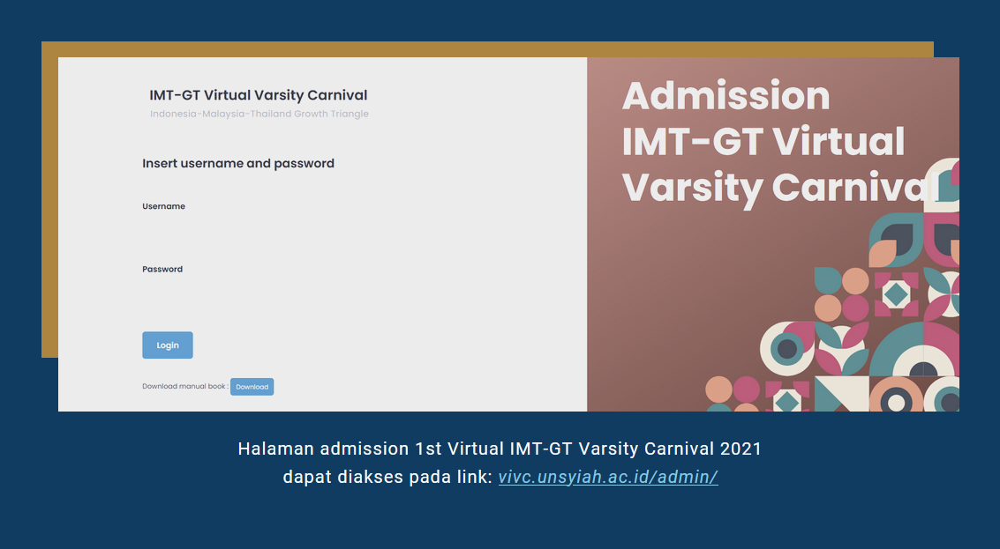 IMT-GT Virtual Varsity Carnival
Indonesia-Malaysia-Thailand Growth Triangle
Insert username and password
Username
Password
Login
Download manual book : Download
Admission
IMT-GT Virtual
Varsity Carnival
Halaman admission 1st Virtual IMT-GT Varsity Carnival 2021
dapat diakses pada link: vivc.unsyiah.ac.id/admin/